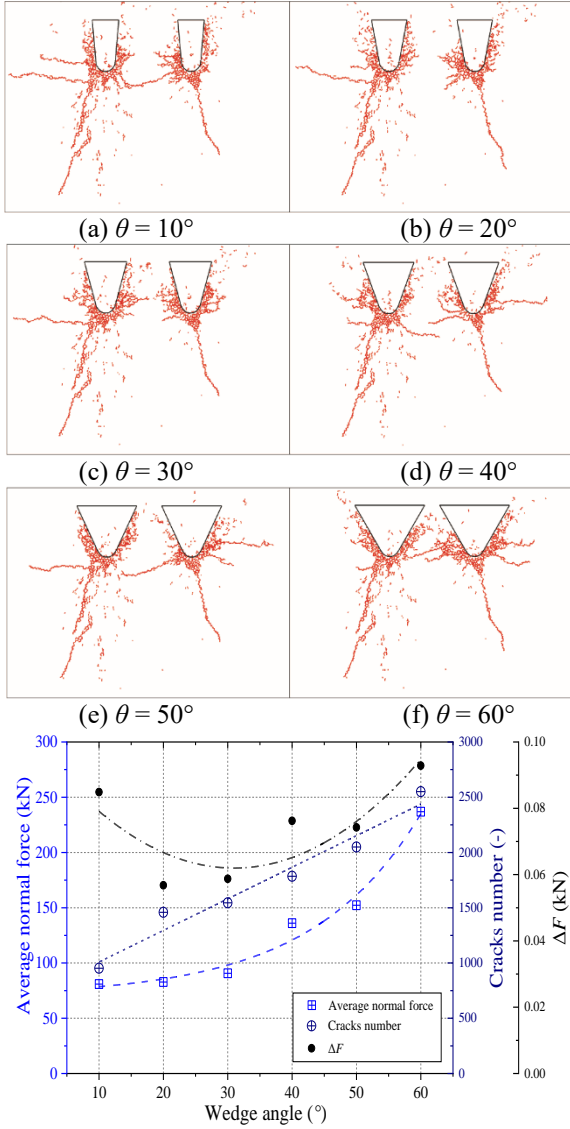 (a) θ = 10°
(b) θ = 20°
(c) θ = 30°
(d) θ = 40°
(e) θ = 50°
(f) θ = 60°
300
250
200
150
100
50
0
Average normal force (kN)
3000
2500
2000
1500
1000
500
0
Cracks number (-)
0.10
0.08
0.06
0.04
0.02
0.00
ΔF (kN)
Average normal force
Cracks number
ΔF
10 20 30 40 50 60
Wedge angle (°)